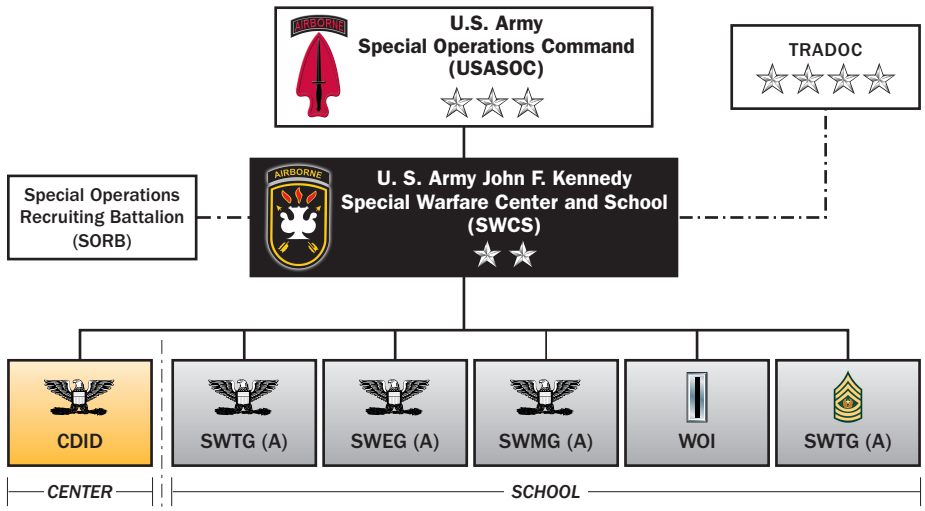 AIRBORNE
U.S. Army
Special Operations Command
(USASOC)
TRADOC
Special Operations
Recruiting Battalion
(SORB)
AIRBORNE
U. S. Army John F. Kennedy
Special Warfare Center and School
(SWCS)
CDID
SWTG (A)
SWEG (A)
SWMG (A)
WOI
SWTG (A)
CENTER
SCHOOL